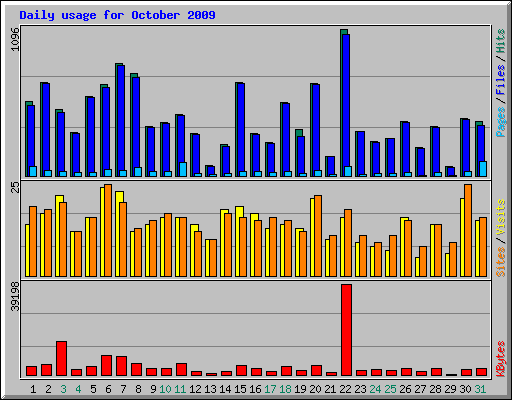 Daily usage for October 2009
1096
Pages / Files / Hits
25
Sites / Visits
39198
KBytes
1 2 3 4 5 6 7 8 9 10 11 12 13 14 15 16 17 18 19 20 21 22 23 24 25 26 27 28 29 30 31